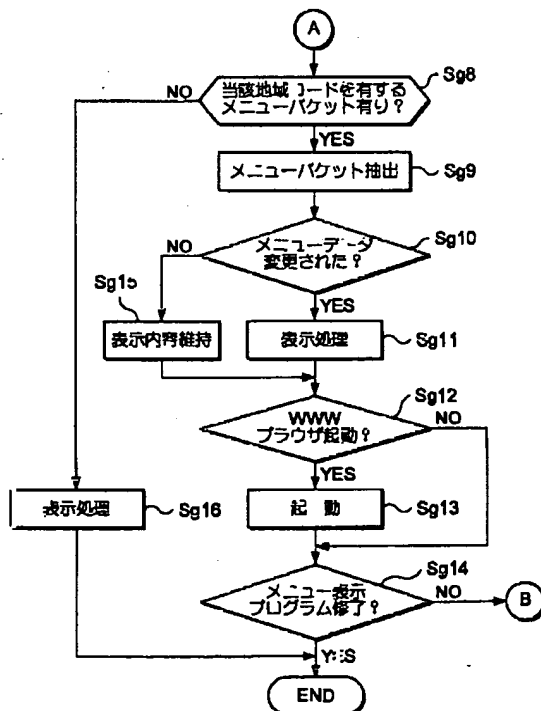 A
当該地域コードを有する
メニューパケット有り?
Sg8
NO
YES
メニューパケット抽出
Sg9
メニューデータ
変更された?
Sg10
NO
YES
Sg15
表示内容維持
表示処理
Sg11
WWW
ブラウザ起動?
Sg12
NO
YES
起 動
Sg13
表示処理
Sg16
メニュー表示
プログラム修了?
Sg14
NO
B
YES
END